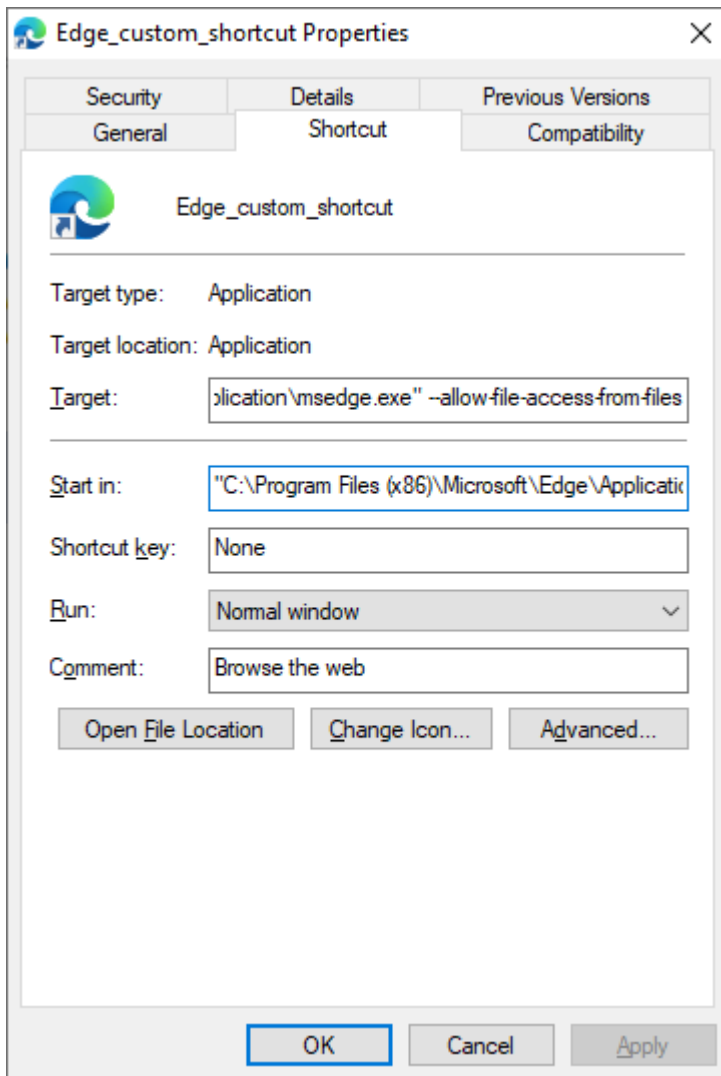 Edge_custom_shortcut Properties
Security Details Previous Versions
General Shortcut Compatibility
Edge_custom_shortcut
Target type: Application
Target location: Application
Target: plication\msedge.exe" --allow-file-access-from-files
Start in: "C:\Program Files (x86)\Microsoft\Edge\Applicatio
Shortcut key: None
Run: Normal window
Comment: Browse the web
Open File Location Change Icon... Advanced...
OK Cancel Apply